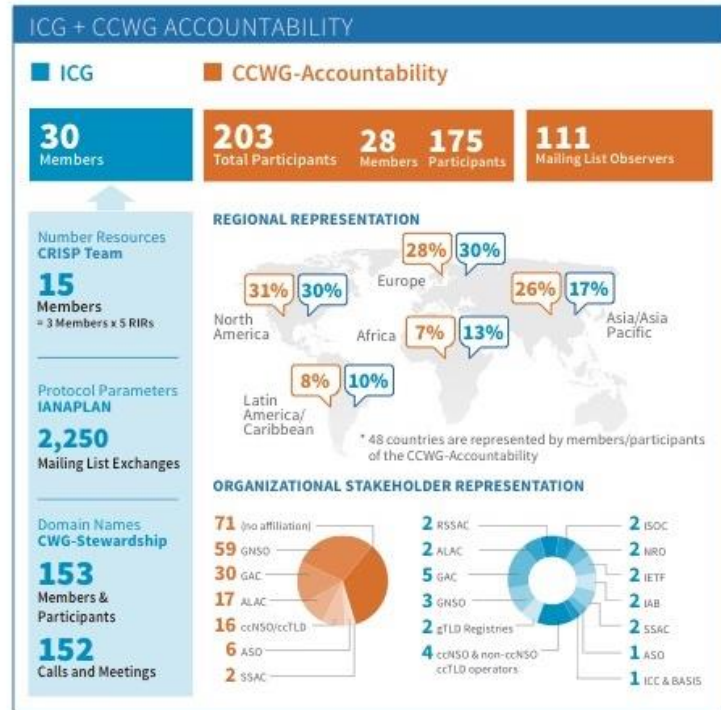 ICG + CCWG ACCOUNTABILITY
ICG
CCWG-Accountability
30
Members
203
Total Participants
28
Members
175
Participants
111
Mailing List Observers
Number Resources
CRISP Team
15
Members
= 3 Members x 5 RIRs
Protocol Parameters
IANAPLAN
2,250
Mailing List Exchanges
Domain Names
CWG-Stewardship
153
Members &
Participants
152
Calls and Meetings
REGIONAL REPRESENTATION
28% 30%
Europe
31% 30%
North
America
26% 17%
Asia/Asia
Pacific
Africa
7% 13%
8% 10%
Latin
America/
Caribbean
* 48 countries are represented by members/participants
of the CCWG-Accountability
ORGANIZATIONAL STAKEHOLDER REPRESENTATION
71 (no affiliation)
59 GNSO
30 GAC
17 ALAC
16 ccNSO/ccTLD
6 ASO
2 SSAC
2 RSSAC
2 ALAC
5 GAC
3 GNSO
2 gTLD Registries
4 ccNSO & non-ccNSO
ccTLD operators
2 ISOC
2 NRO
2 IETF
2 IAB
2 SSAC
1 ASO
1 ICC & BASIS